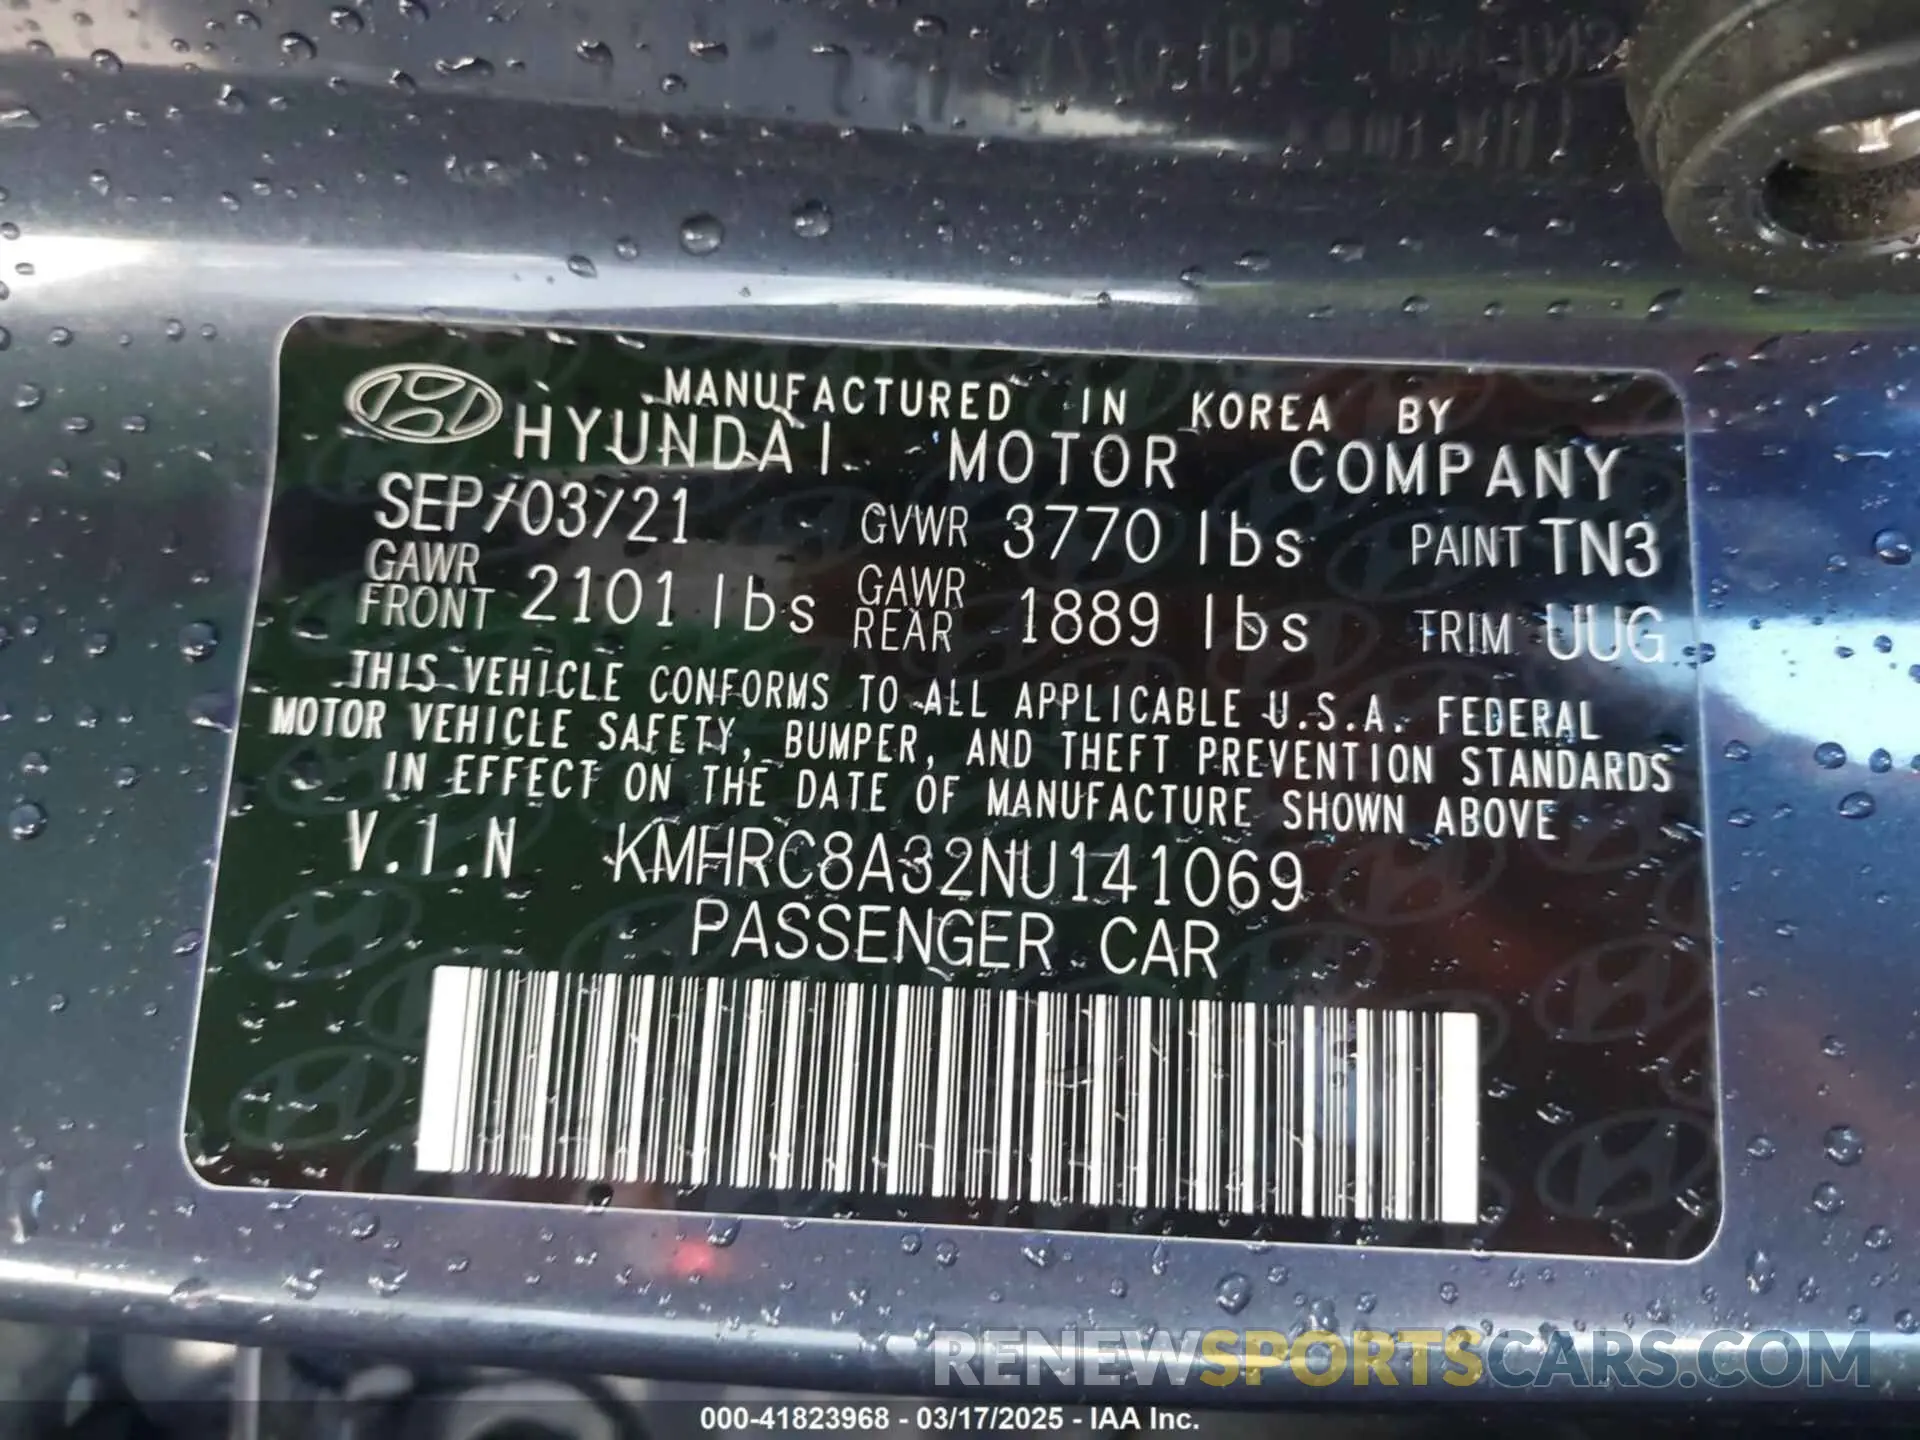 MANUFACTURED IN KOREA BY
HYUNDAI MOTOR COMPANY
SEP/03/21 GVWR 3770 lbs PAINT TN3
GAWR FRONT 2101 lbs GAWR REAR 1889 lbs TRIM UUG
THIS VEHICLE CONFORMS TO ALL APPLICABLE U.S.A. FEDERAL
MOTOR VEHICLE SAFETY, BUMPER, AND THEFT PREVENTION STANDARDS
IN EFFECT ON THE DATE OF MANUFACTURE SHOWN ABOVE
V.I.N KMHRC8A32NU141069
PASSENGER CAR
RENEWSPORTSCARS.COM
000-41823968 - 03/17/2025 - IAA Inc.